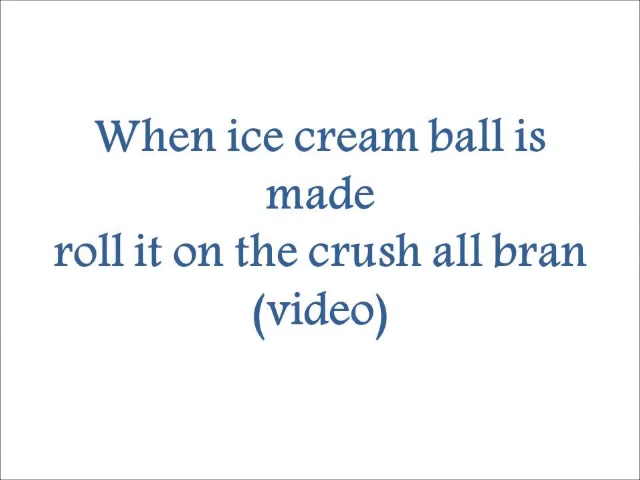 When ice cream ball is
made
roll it on the crush all bran
(video)